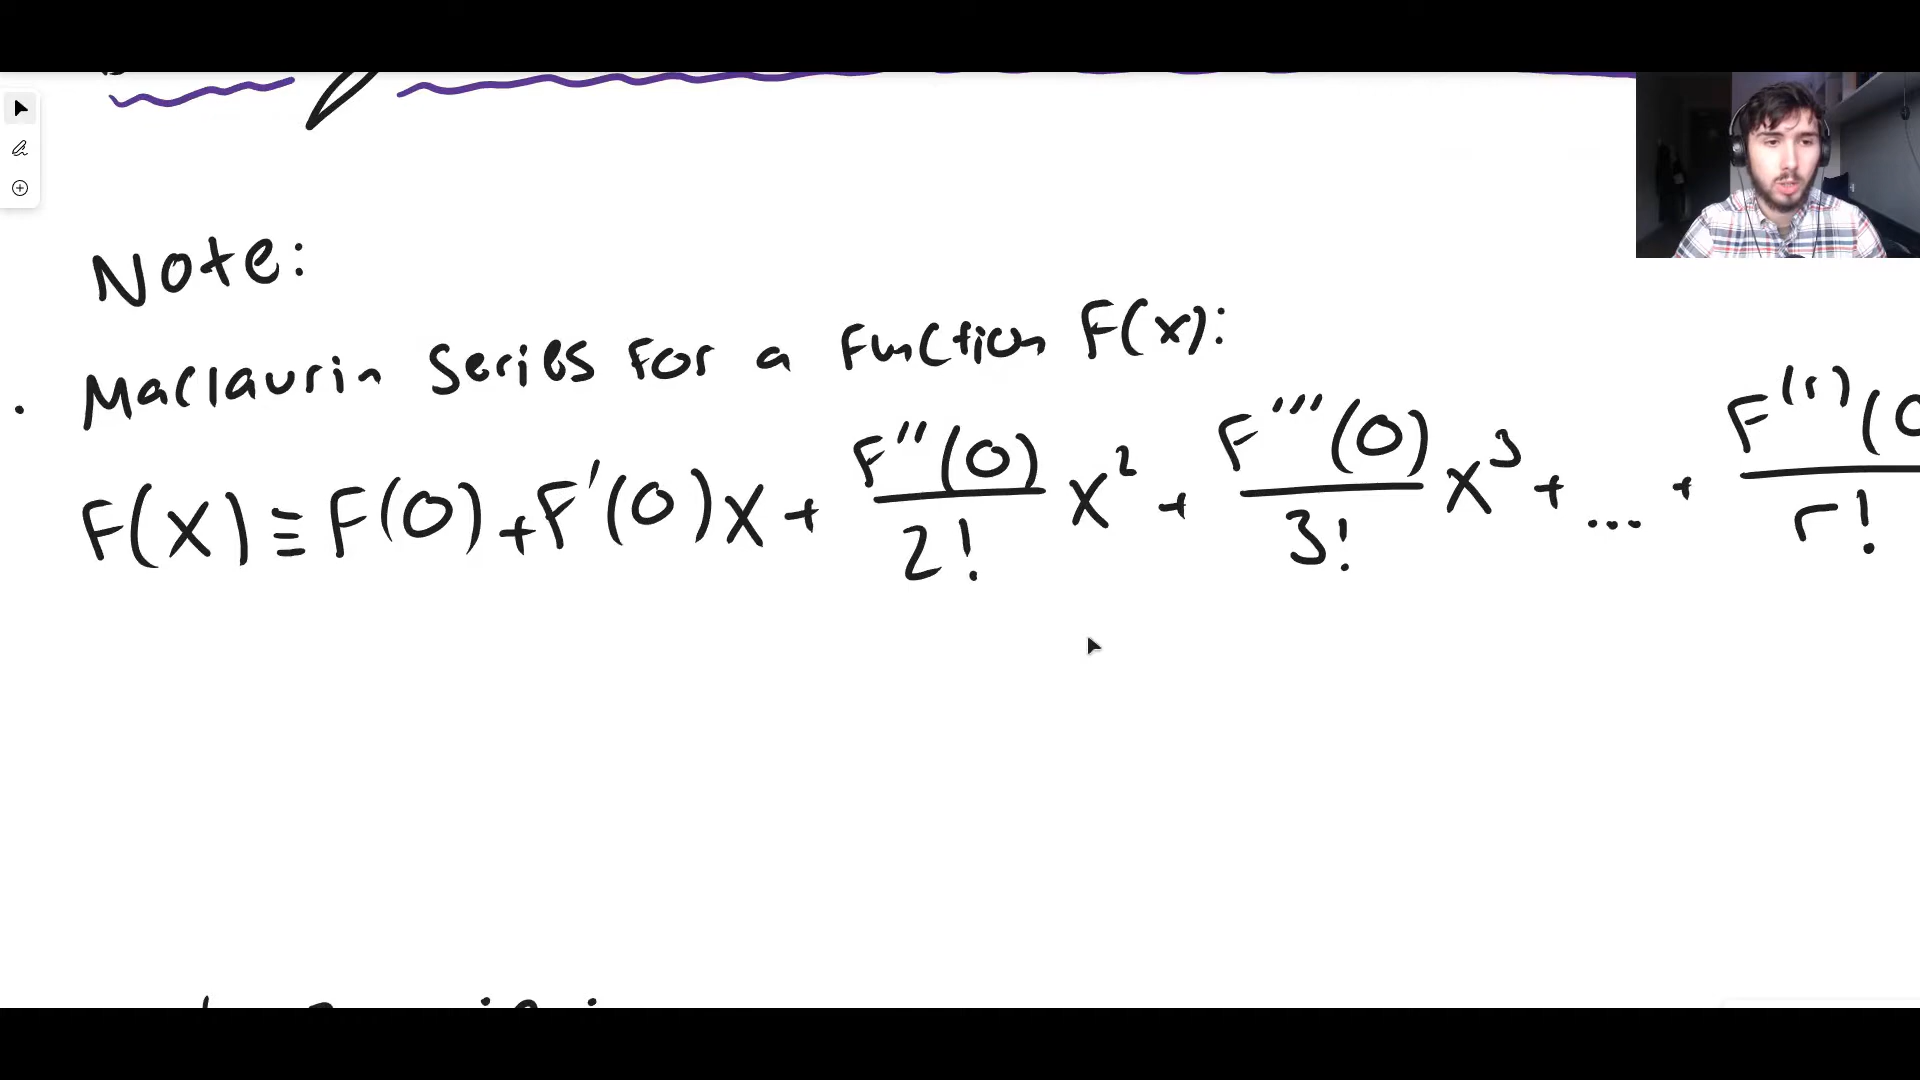 Note:
Maclaurin Series For a Function F(x):
F(x) ≡ F(0) + F'(0)x + F''(0)/2! x² + F'''(0)/3! x³ + ... + F^(r)(0/r!